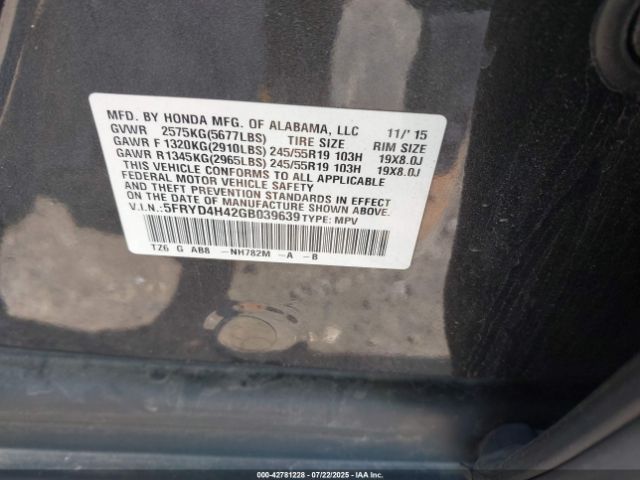 MFD. BY HONDA MFG. OF ALABAMA, LLC 11/'15
GVWR 2575KG(5677LBS) TIRE SIZE RIM SIZE
GAWR F 1320KG(2910LBS) 245/55R19 103H 19X8.0J
GAWR R1345KG(2965LBS) 245/55R19 103H 19X8.0J
THIS VEHICLE CONFORMS TO ALL APPLICABLE
FEDERAL MOTOR VEHICLE SAFETY
AND THEFT PREVENTION STANDARDS IN EFFECT
ON THE DATE OF MANUFACTURE SHOWN ABOVE.
V.I.N.:5FRYD4H42GB039639 TYPE: MPV
TZ6 G AB8 -NH782M -A -B
000-42781228 - 07/22/2025 - IAAI.COM